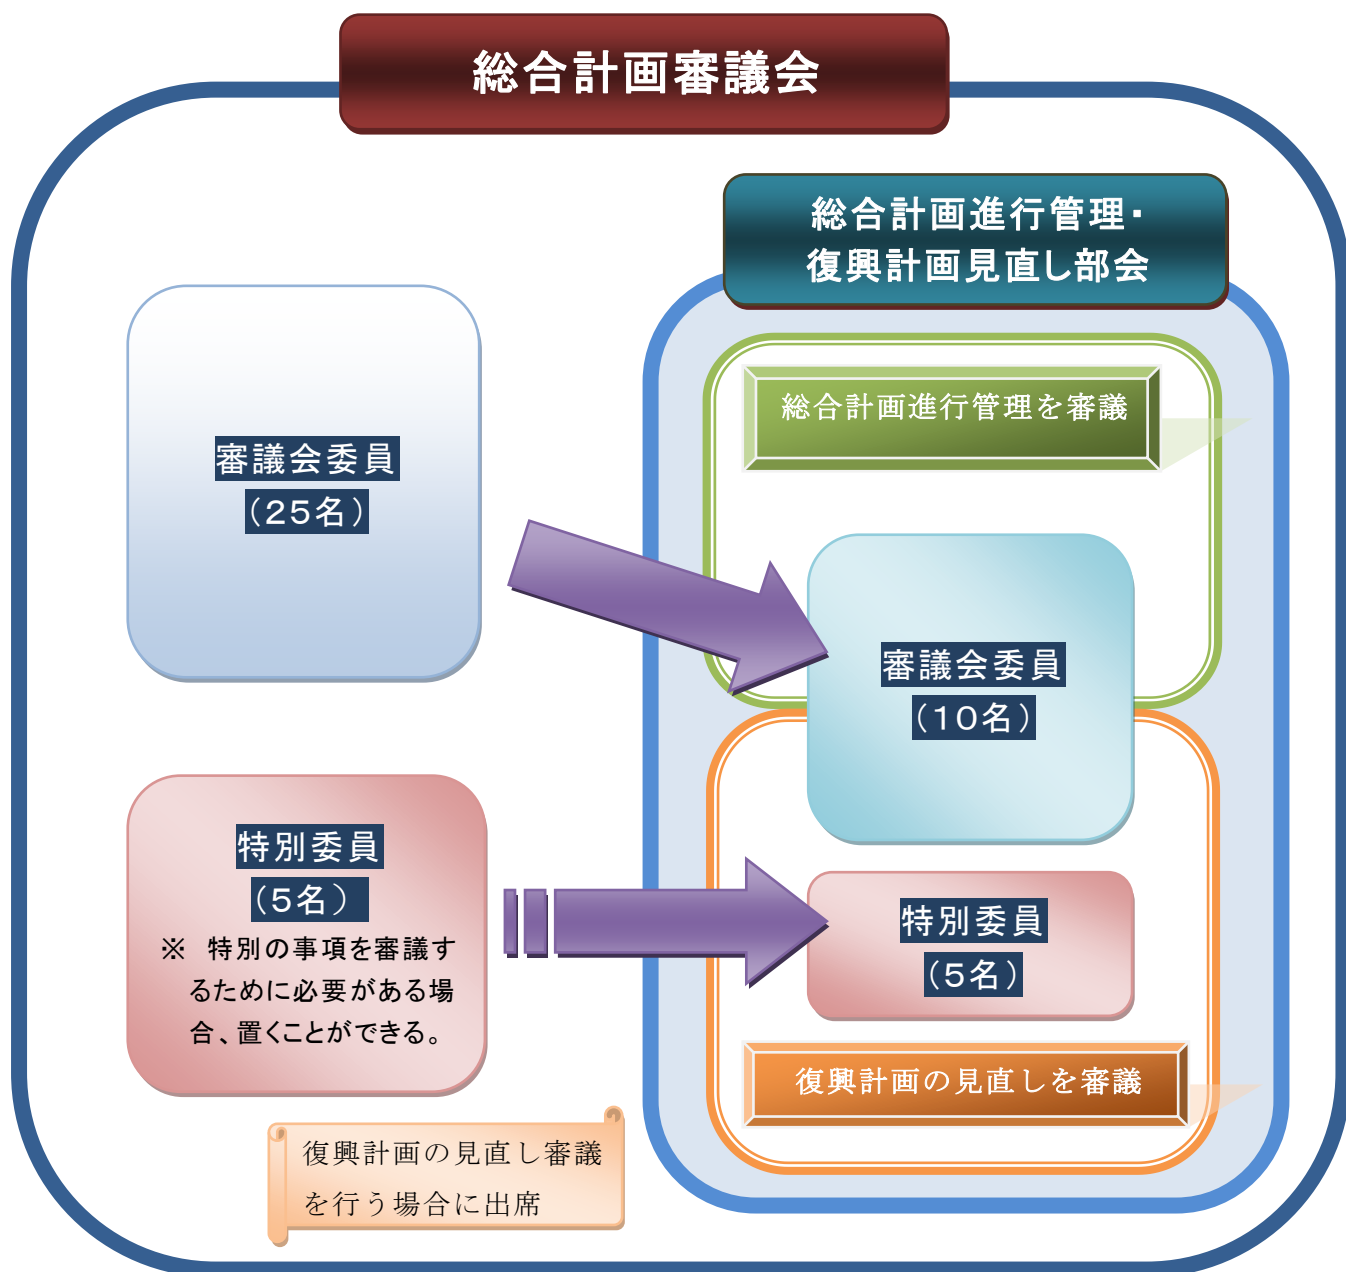 総合計画審議会
総合計画進行管理・
復興計画見直し部会
総合計画進行管理を審議
審議会委員
（25名）
審議会委員
（10名）
特別委員
（5名）
※　特別の事項を審議す
るために必要がある場
合、置くことができる。
特別委員
（5名）
復興計画の見直しを審議
復興計画の見直し審議
を行う場合に出席